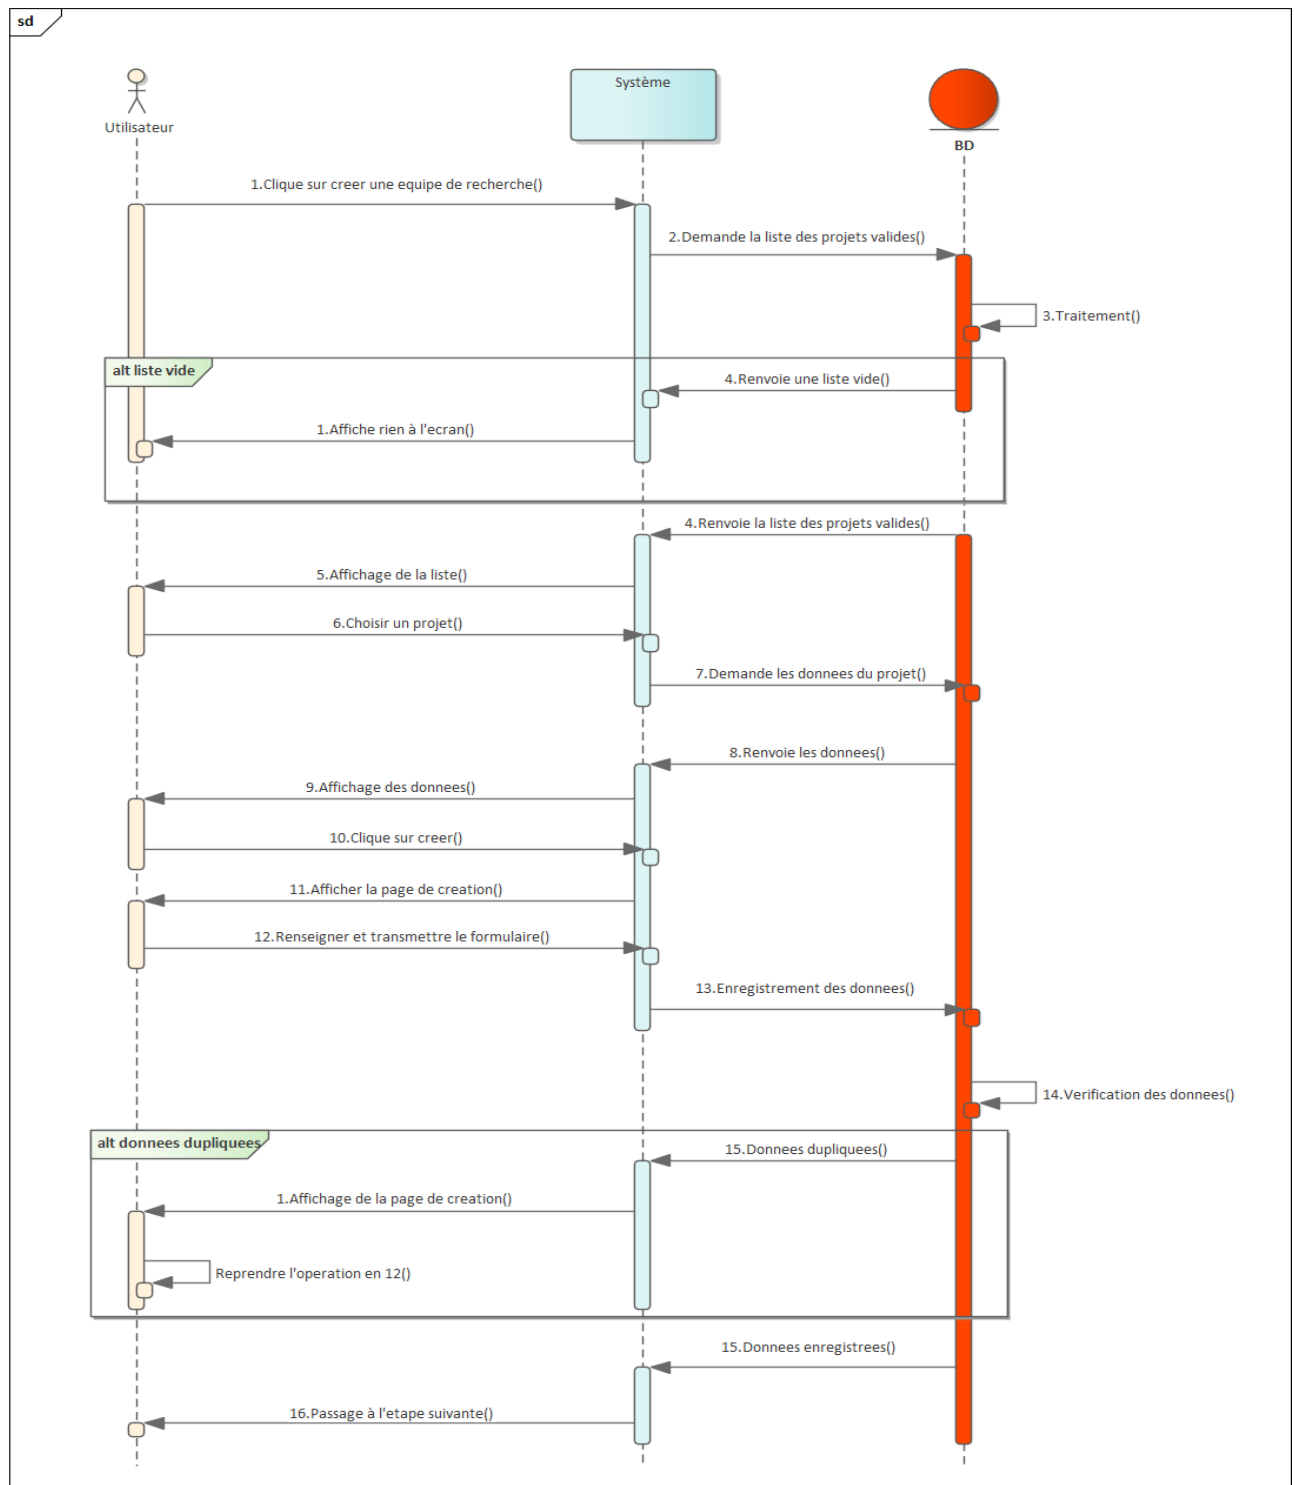 sd
Système
Utilisateur
BD
1.Clique sur creer une equipe de recherche()
2.Demande la liste des projets valides()
3.Traitement()
alt liste vide
4.Renvoie une liste vide()
1.Affiche rien à l'ecran()
4.Renvoie la liste des projets valides()
5.Affichage de la liste()
6.Choisir un projet()
7.Demande les donnees du projet()
8.Renvoie les donnees()
9.Affichage des donnees()
10.Clique sur creer()
11.Afficher la page de creation()
12.Renseigner et transmettre le formulaire()
13.Enregistrement des donnees()
14.Verification des donnees()
alt donnees dupliquees
15.Donnees dupliquees()
1.Affichage de la page de creation()
Reprendre l'operation en 12()
15.Donnees enregistrees()
16.Passage à l'etape suivante()